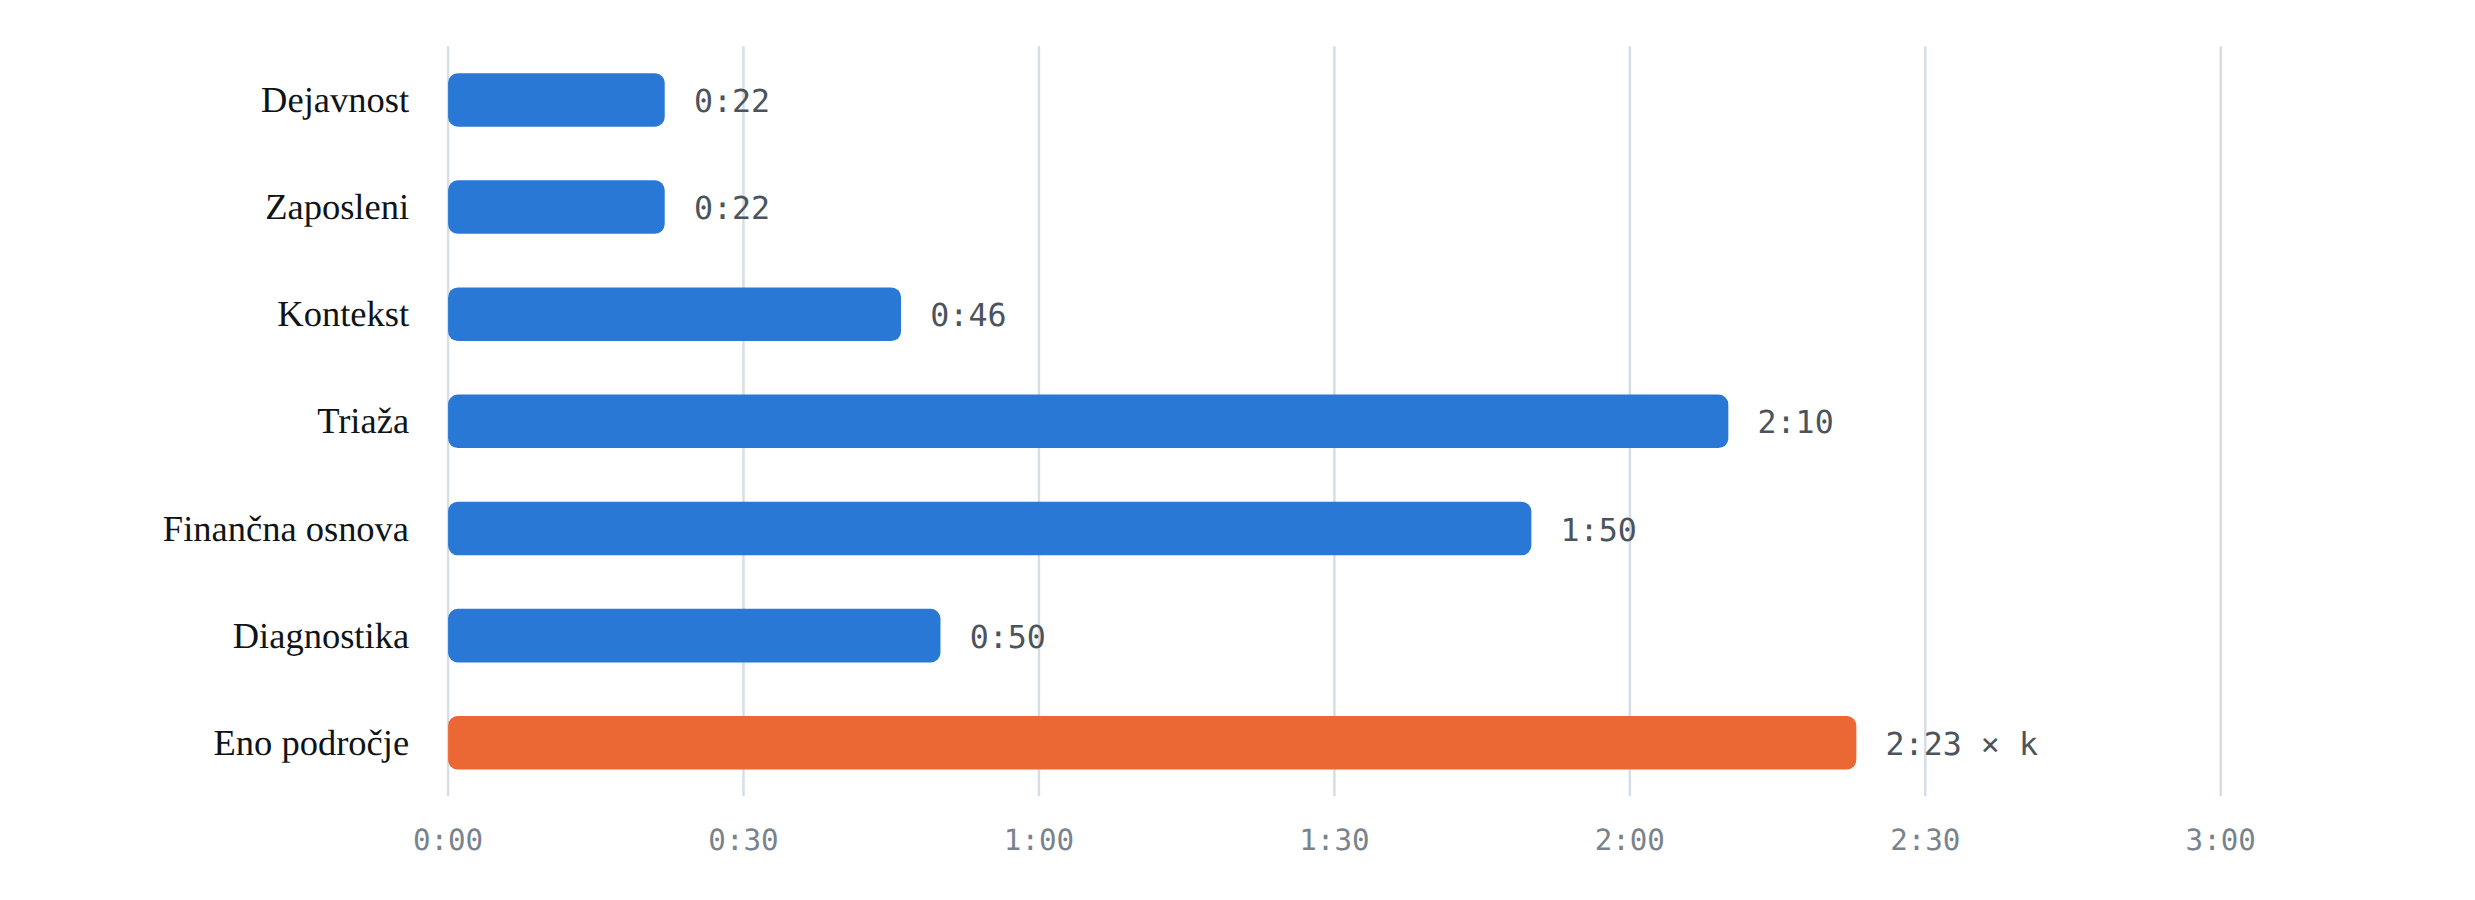 Dejavnost 0:22
Zaposleni 0:22
Kontekst 0:46
Triaža 2:10
Finančna osnova 1:50
Diagnostika 0:50
Eno področje 2:23 × k
0:00 0:30 1:00 1:30 2:00 2:30 3:00